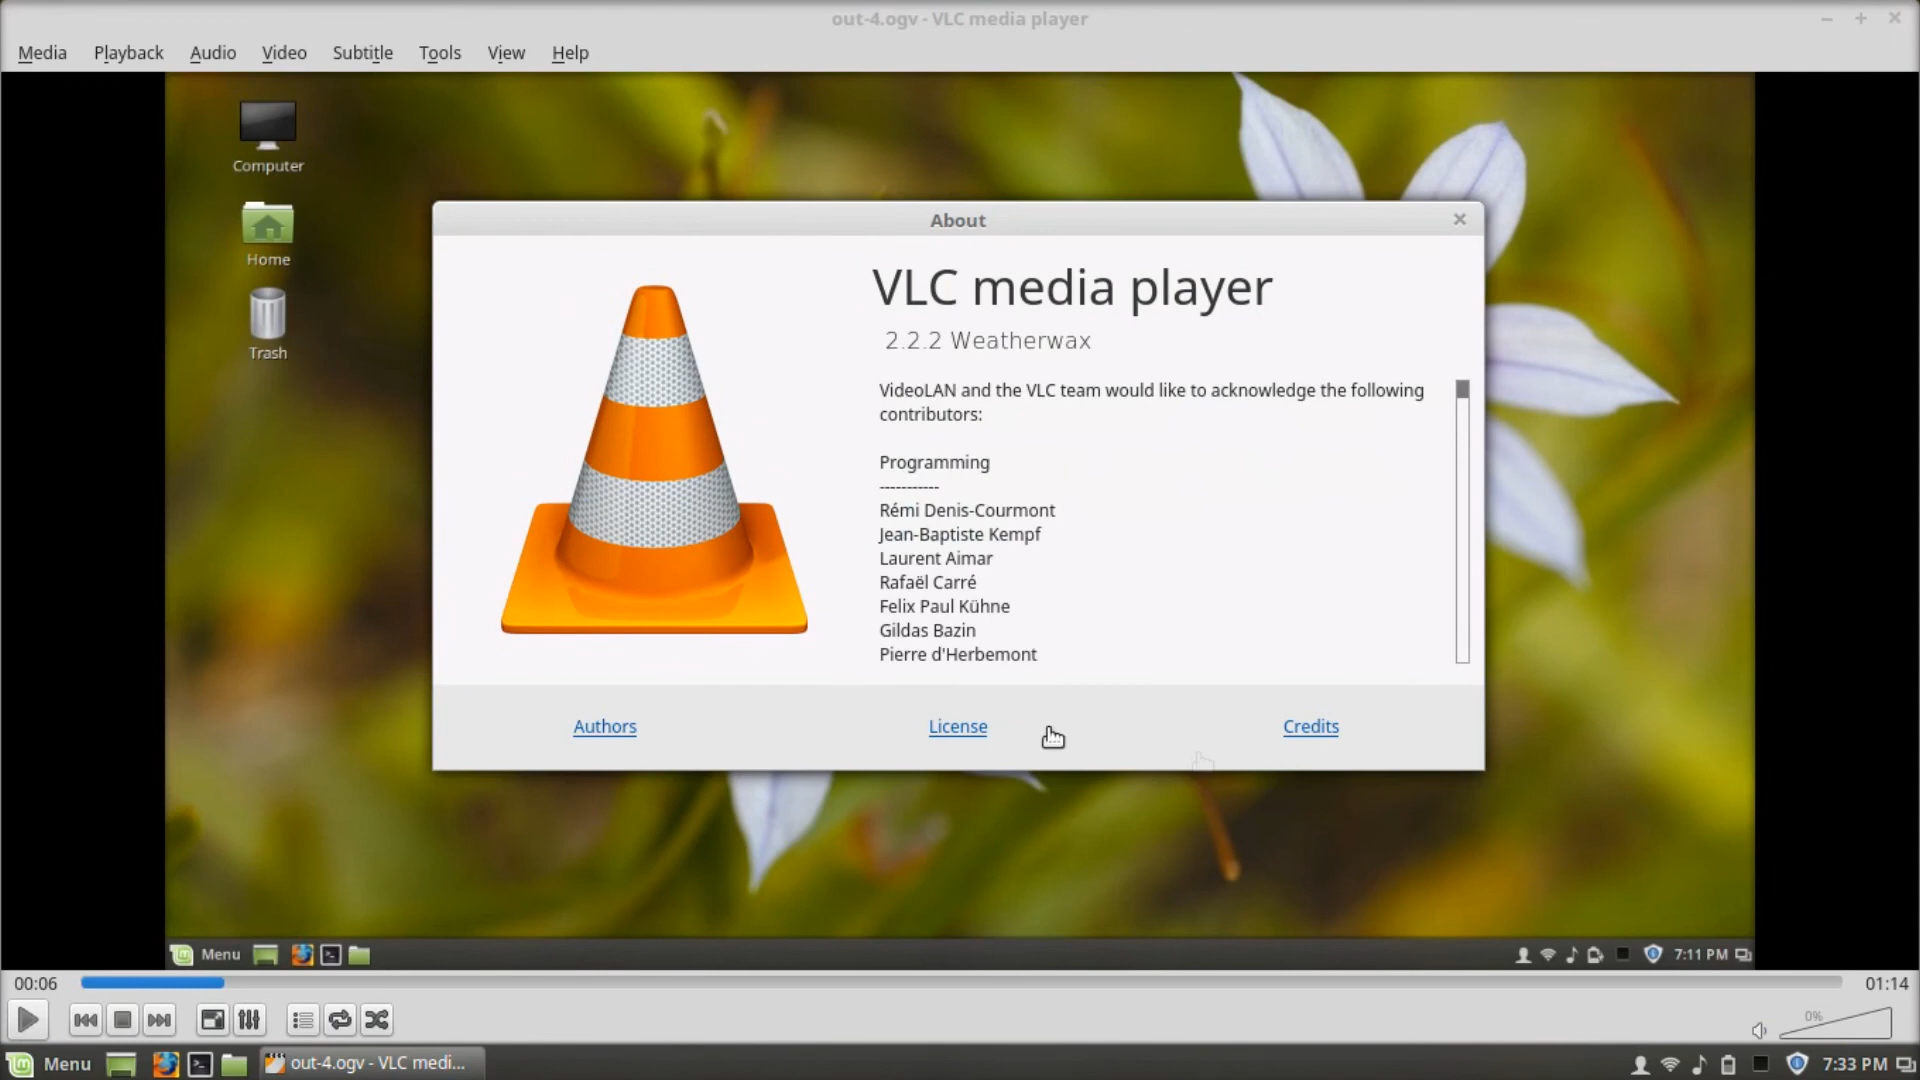 out-4.ogv - VLC media player
Media Playback Audio Video Subtitle Tools View Help
Computer
Home
Trash
About
VLC media player
2.2.2 Weatherwax
VideoLAN and the VLC team would like to acknowledge the following
contributors:
Programming
-----------
Rémi Denis-Courmont
Jean-Baptiste Kempf
Laurent Aimar
Rafaël Carré
Felix Paul Kühne
Gildas Bazin
Pierre d'Herbemont
Authors License Credits
Menu 7:11 PM
00:06 01:14
0%
Menu out-4.ogv - VLC medi... 7:33 PM